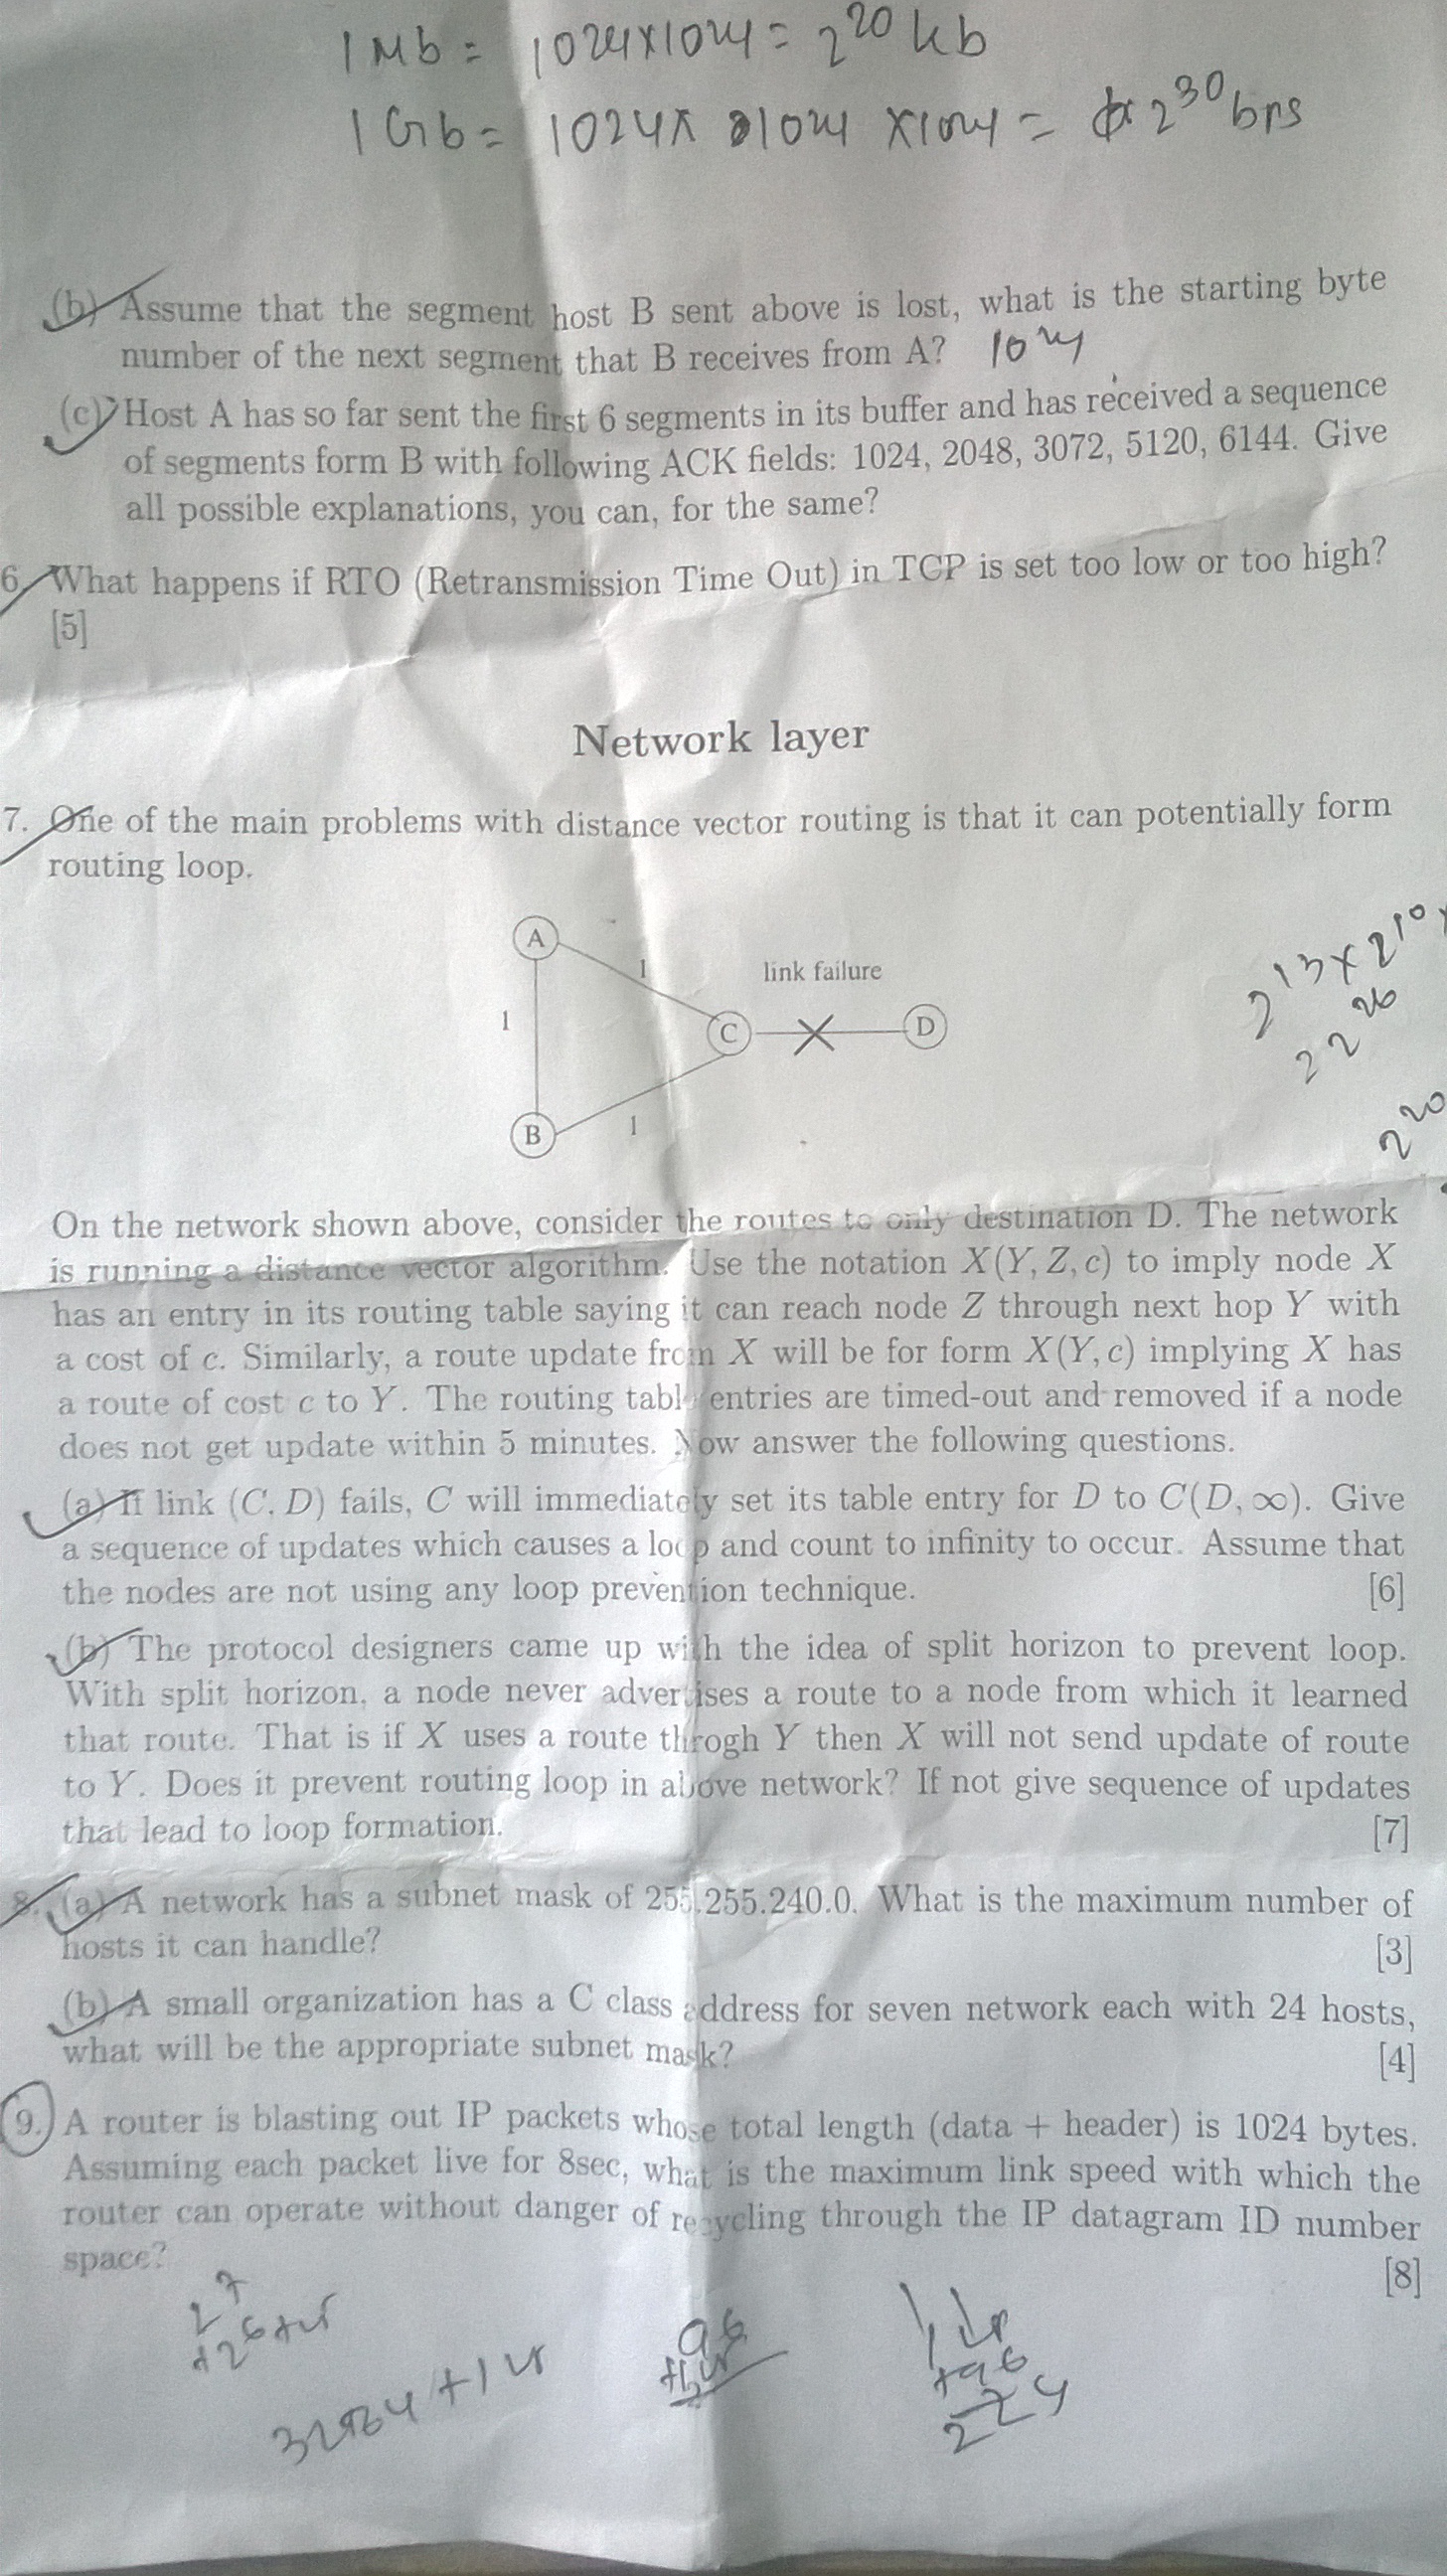 1 Mb = 1024x1024 = 2^20 kb
1 Gb = 1024x 1024 x1024 = 2^30 bps
(b) Assume that the segment host B sent above is lost, what is the starting byte
number of the next segment that B receives from A? 1024
(c) Host A has so far sent the first 6 segments in its buffer and has received a sequence
of segments form B with following ACK fields: 1024, 2048, 3072, 5120, 6144. Give
all possible explanations, you can, for the same?
6. What happens if RTO (Retransmission Time Out) in TCP is set too low or too high?
[5]
Network layer
7. One of the main problems with distance vector routing is that it can potentially form
routing loop.
A
1
link failure
1
C
D
B
1
2^13 x 2^10
2 2^26
2^20
On the network shown above, consider the routes to only destination D. The network
is running a distance vector algorithm. Use the notation X(Y, Z, c) to imply node X
has an entry in its routing table saying it can reach node Z through next hop Y with
a cost of c. Similarly, a route update from X will be for form X(Y, c) implying X has
a route of cost c to Y. The routing table entries are timed-out and removed if a node
does not get update within 5 minutes. Now answer the following questions.
(a) If link (C, D) fails, C will immediately set its table entry for D to C(D, ∞). Give
a sequence of updates which causes a loop and count to infinity to occur. Assume that
the nodes are not using any loop prevention technique. [6]
(b) The protocol designers came up with the idea of split horizon to prevent loop.
With split horizon, a node never advertises a route to a node from which it learned
that route. That is if X uses a route throgh Y then X will not send update of route
to Y. Does it prevent routing loop in above network? If not give sequence of updates
that lead to loop formation. [7]
8. (a) A network has a subnet mask of 255.255.240.0. What is the maximum number of
hosts it can handle? [3]
(b) A small organization has a C class address for seven network each with 24 hosts,
what will be the appropriate subnet mask? [4]
9. A router is blasting out IP packets whose total length (data + header) is 1024 bytes.
Assuming each packet live for 8sec, what is the maximum link speed with which the
router can operate without danger of recycling through the IP datagram ID number
space? [8]
2^7
96
+96
224